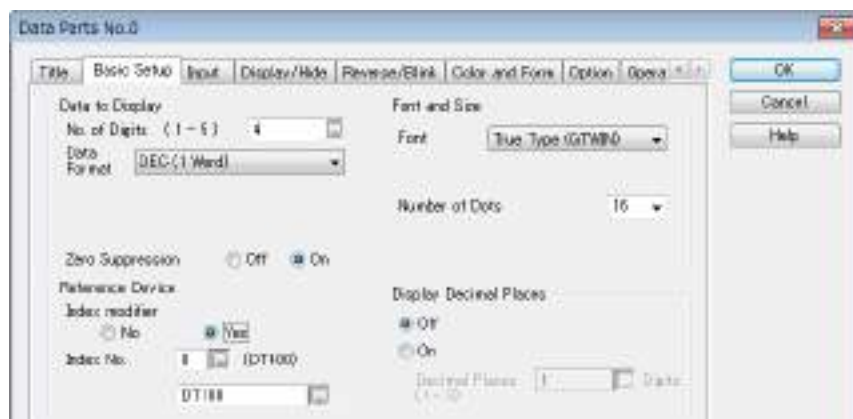 Data Parts No.0
Title Basic Setup Input Display/Hide Reverse/Blink Color and Form Option Opera
OK
Cancel
Help
Data to Display
No. of Digits (1-5) 4
Data Format DEC(1 Word)
Zero Suppression Off On
Reference Device
Index modifier
No Yes
Index No. 0 (DT100)
Font and Size
Font True Type (GTWIN)
Number of Dots 16
Display Decimal Places
Off
On
Decimal Places 1 Digits